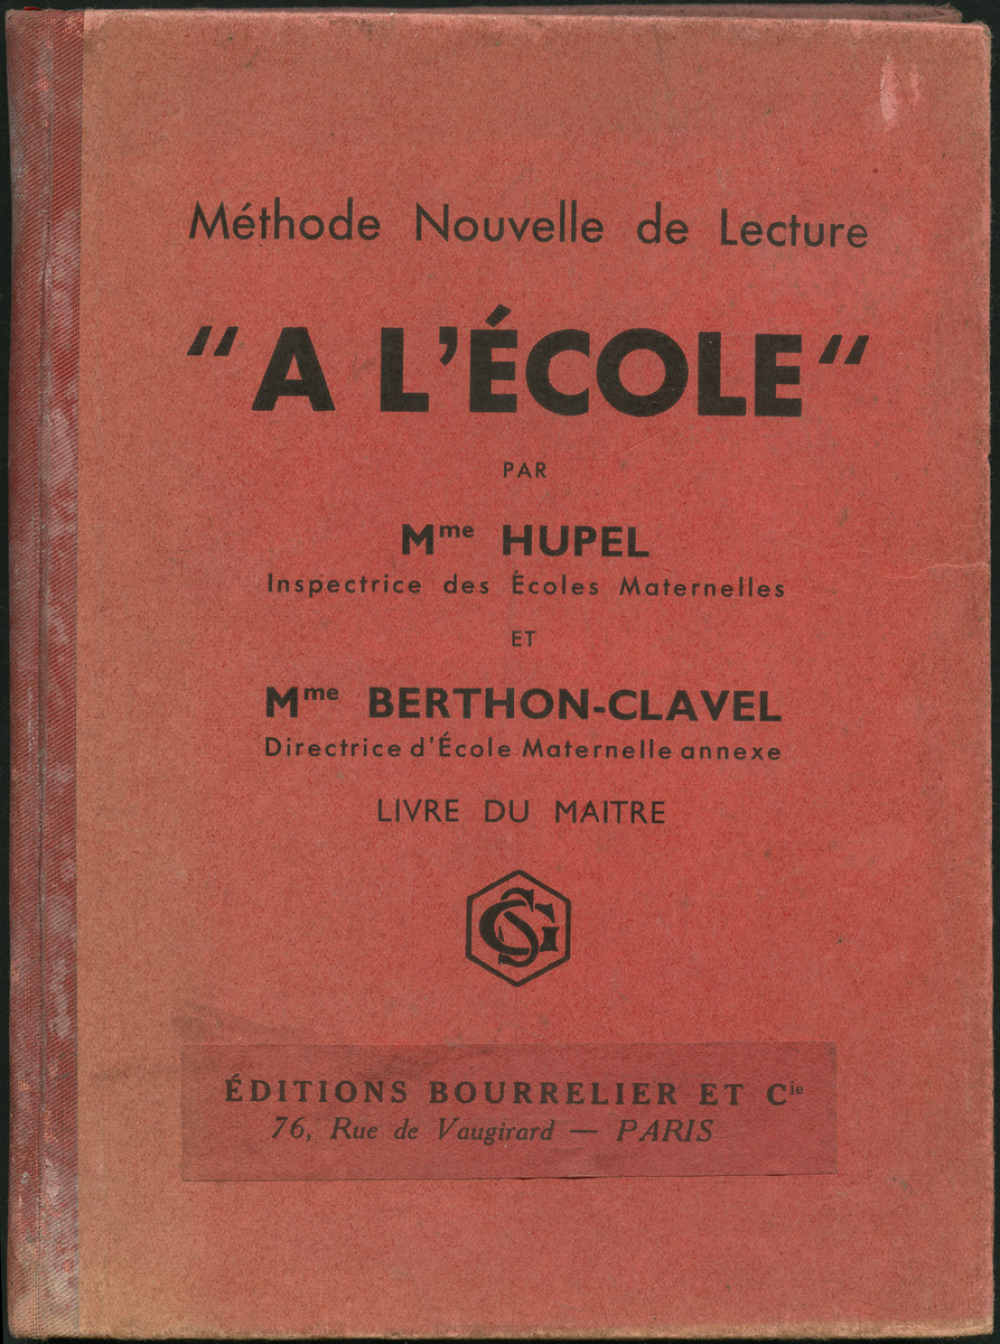 Méthode Nouvelle de Lecture
"A L'ÉCOLE"
PAR
Mme HUPEL
Inspectrice des Écoles Maternelles
ET
Mme BERTHON-CLAVEL
Directrice d'École Maternelle annexe
LIVRE DU MAITRE
SG
ÉDITIONS BOURRELIER ET Cie
76, Rue de Vaugirard — PARIS